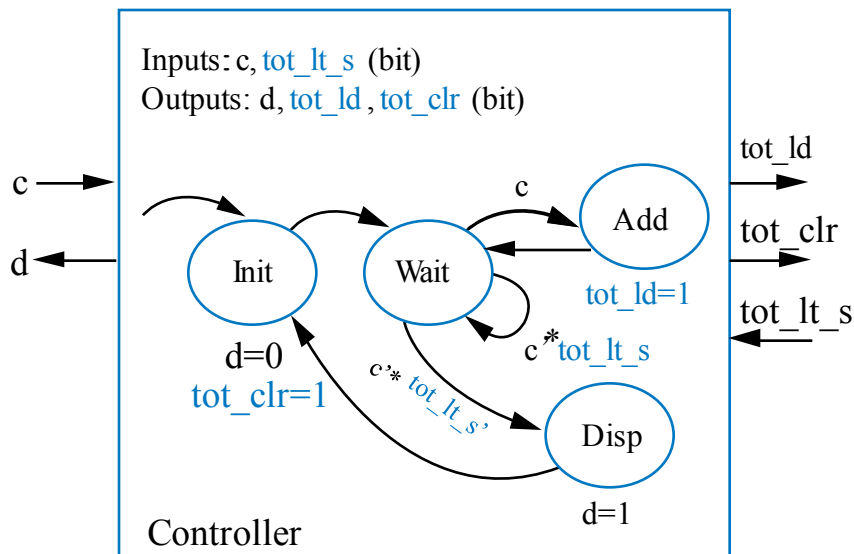 Inputs: c, tot_lt_s (bit)
Outputs: d, tot_ld, tot_clr (bit)
tot_ld
c
c
Add
tot_clr
d
Init
Wait
tot_ld=1
tot_lt_s
d=0
c'*tot_lt_s
tot_clr=1
c'* tot_lt_s'
Disp
d=1
Controller